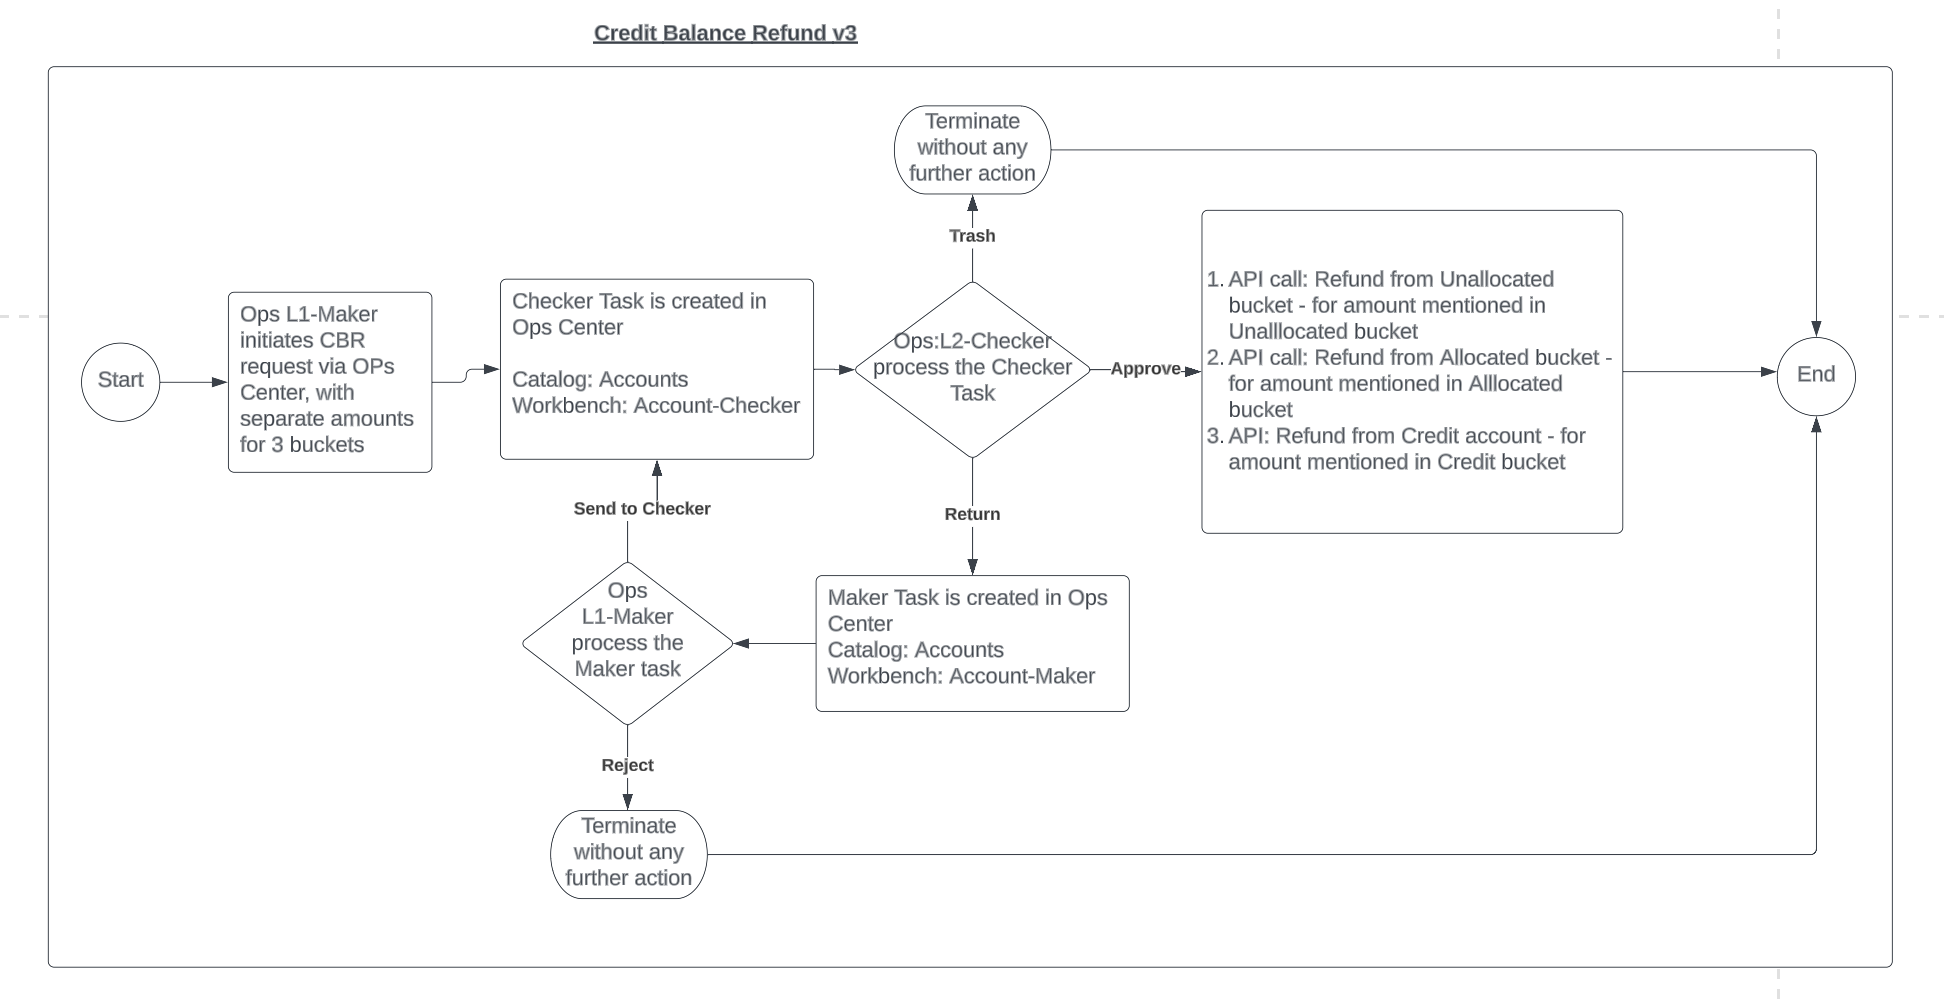 Credit Balance Refund v3
Terminate
without any
further action
Trash
Start
Ops L1-Maker
initiates CBR
request via OPs
Center, with
separate amounts
for 3 buckets
Checker Task is created in
Ops Center
Catalog: Accounts
Workbench: Account-Checker
Ops:L2-Checker
process the Checker
Task
Approve
1. API call: Refund from Unallocated
bucket - for amount mentioned in
Unalllocated bucket
2. API call: Refund from Allocated bucket -
for amount mentioned in Alllocated
bucket
3. API: Refund from Credit account - for
amount mentioned in Credit bucket
End
Send to Checker
Return
Ops
L1-Maker
process the
Maker task
Maker Task is created in Ops
Center
Catalog: Accounts
Workbench: Account-Maker
Reject
Terminate
without any
further action